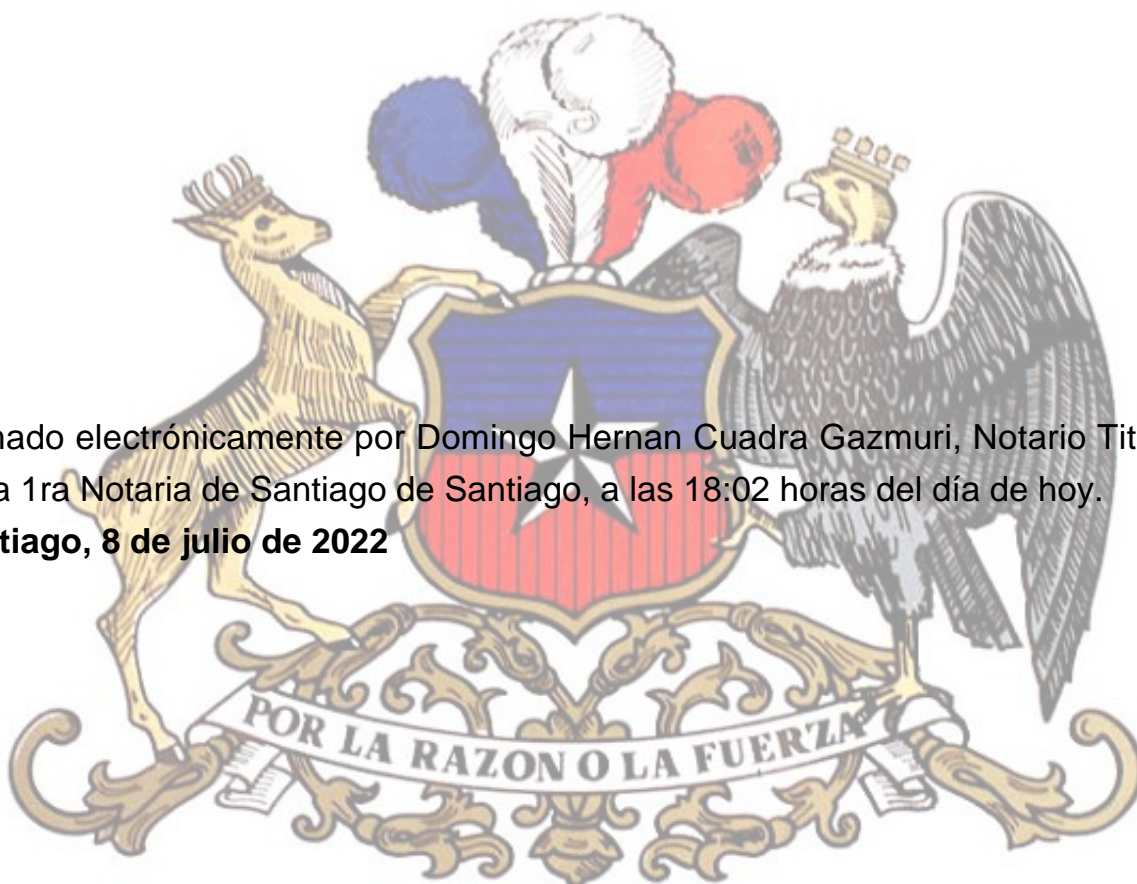 nado electrónicamente por Domingo Hernan Cuadra Gazmuri, Notario Tit
a 1ra Notaria de Santiago de Santiago, a las 18:02 horas del día de hoy.
tiago, 8 de julio de 2022
POR LA RAZON O LA FUERZA